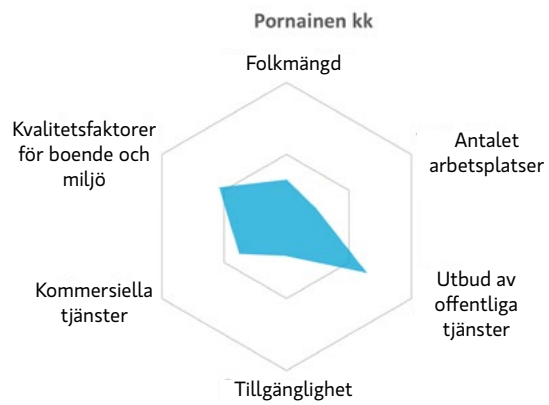 Pornainen kk
Folkmängd
Kvalitetsfaktorer
för boende och
miljö
Antalet
arbetsplatser
Kommersiella
tjänster
Utbud av
offentliga
tjänster
Tillgänglighet